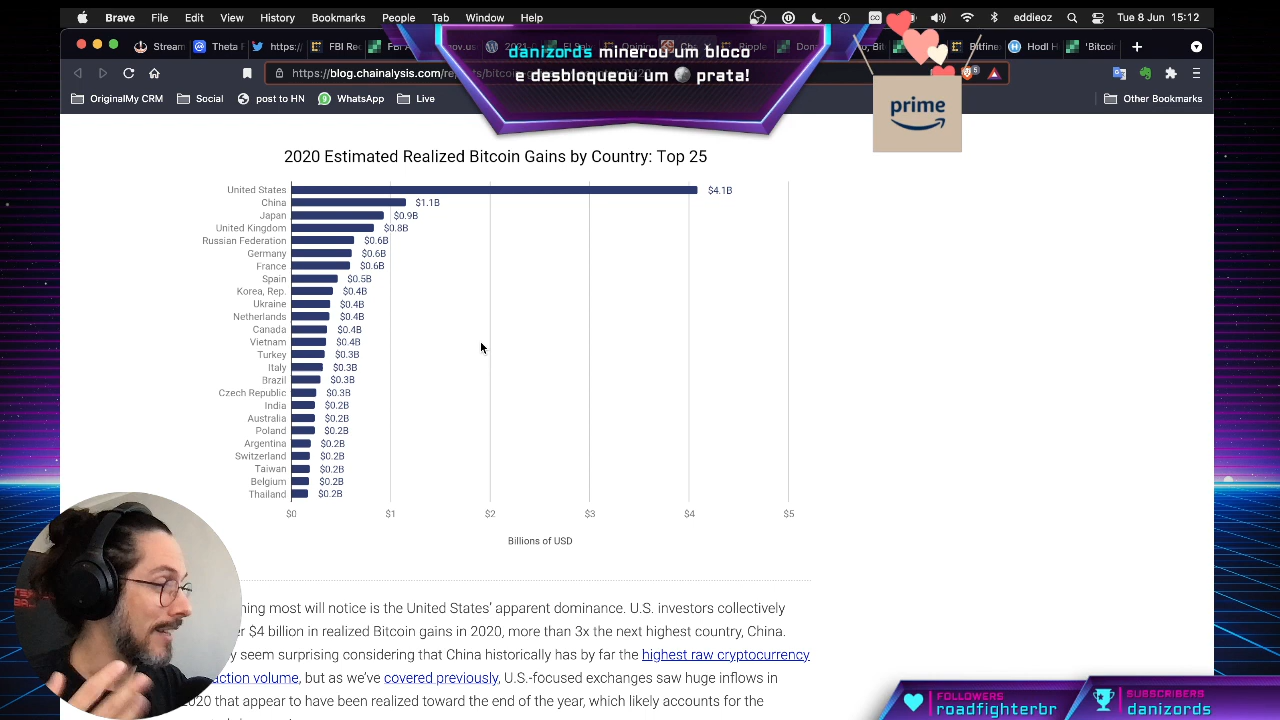 Brave File Edit View History Bookmarks People Tab Window Help
eddiez Tue 8 Jun 15:12
Stream
https:/
FBI Rec
https://blog.chainalysis.com/
danizords minerou um bloco
e desbloqueou um prata!
OriginalMy CRM Social post to HN WhatsApp Live Other Bookmarks
prime
2020 Estimated Realized Bitcoin Gains by Country: Top 25
United States $4.1B
China $1.1B
Japan $0.9B
United Kingdom $0.8B
Russian Federation $0.6B
Germany $0.6B
France $0.6B
Spain $0.5B
Korea, Rep. $0.4B
Ukraine $0.4B
Netherlands $0.4B
Canada $0.4B
Vietnam $0.4B
Turkey $0.3B
Italy $0.3B
Brazil $0.3B
Czech Republic $0.3B
India $0.2B
Australia $0.2B
Poland $0.2B
Argentina $0.2B
Switzerland $0.2B
Taiwan $0.2B
Belgium $0.2B
Thailand $0.2B
$0 $1 $2 $3 $4 $5
Billions of USD
most will notice is the United States' apparent dominance. U.S. investors collectively
$4 billion in realized Bitcoin gains in 2020, more than 3x the next highest country, China.
seem surprising considering that China historically has by far the highest raw cryptocurrency
volume, but as we've covered previously, focused exchanges saw huge inflows in
2020 have been realized towards the end of the year, which likely accounts for the
FOLLOWERS
roadfighterbr
SUBSCRIBERS
danizords